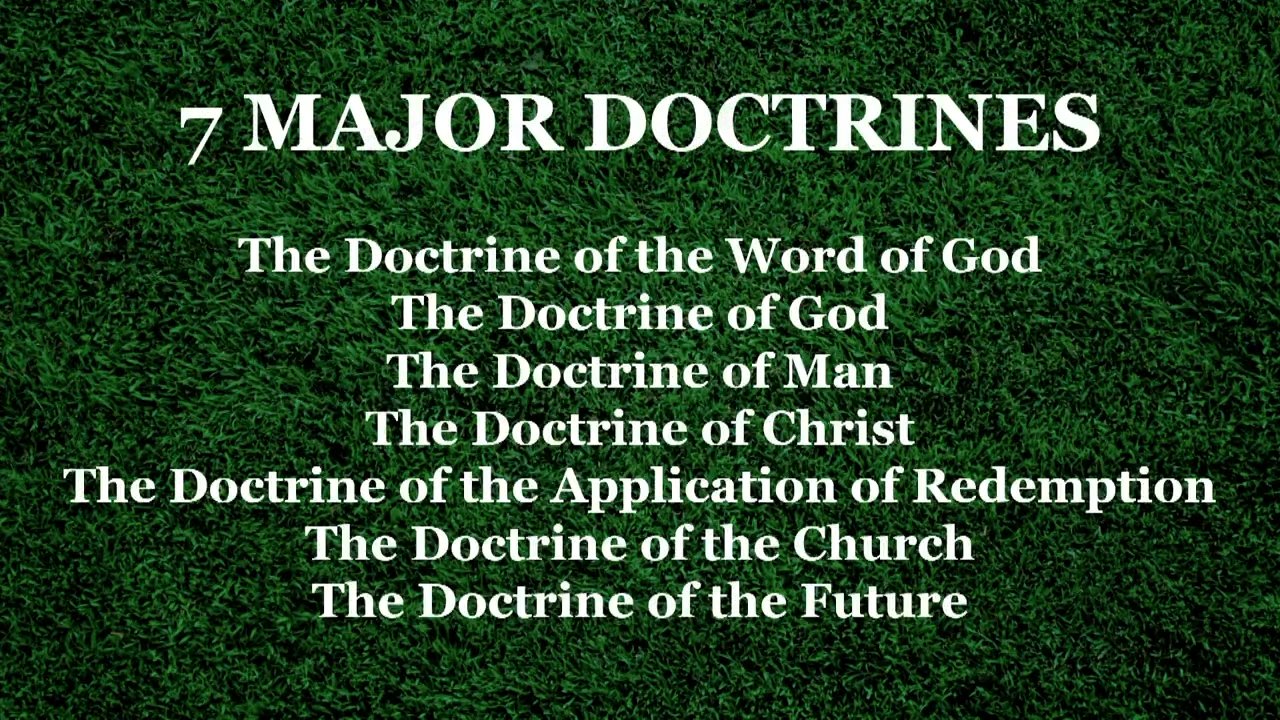 7 MAJOR DOCTRINES
The Doctrine of the Word of God
The Doctrine of God
The Doctrine of Man
The Doctrine of Christ
The Doctrine of the Application of Redemption
The Doctrine of the Church
The Doctrine of the Future